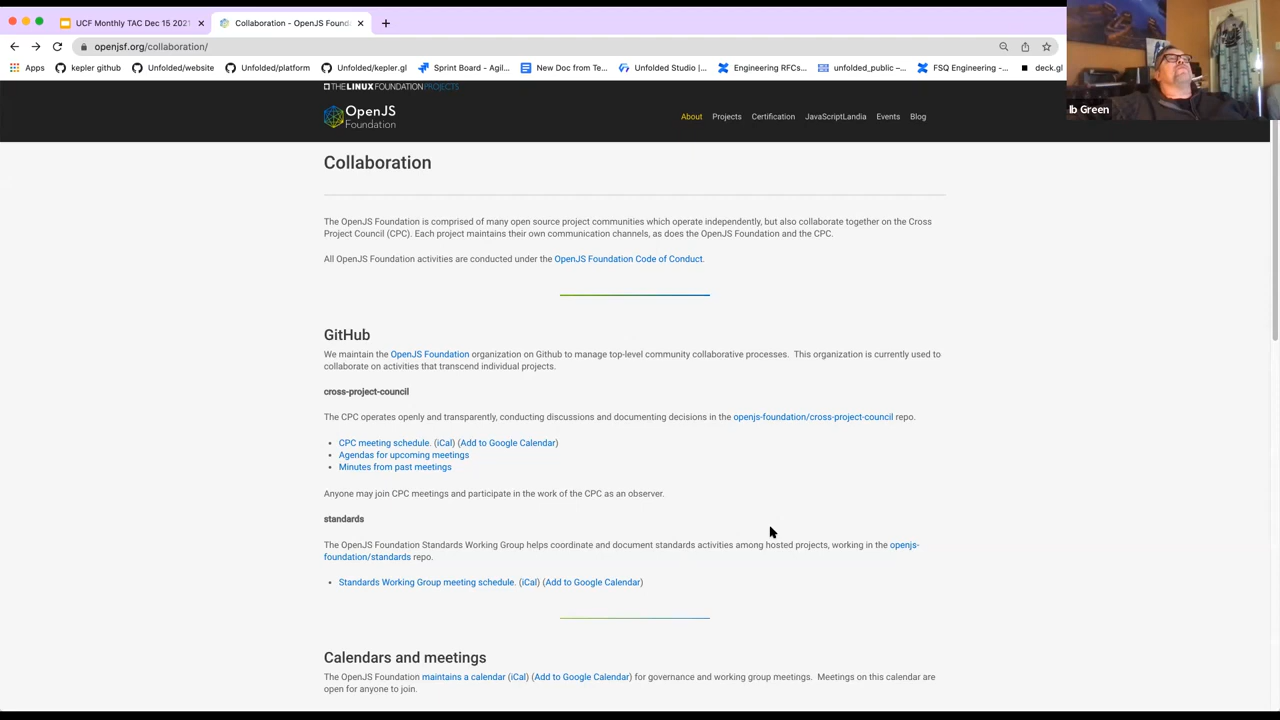 UCF Monthly TAC Dec 15 2021
Collaboration - OpenJS Found
openjsf.org/collaboration/
Apps
kepler github
Unfolded/website
Unfolded/platform
Unfolded/kepler.gl
Sprint Board - Agil...
New Doc from Te...
Unfolded Studio |...
Engineering RFCs...
unfolded_public –...
FSQ Engineering -...
deck.gl
lb Green
THE LINUX FOUNDATION PROJECTS
OpenJS
Foundation
About
Projects
Certification
JavaScriptLandia
Events
Blog
Collaboration
The OpenJS Foundation is comprised of many open source project communities which operate independently, but also collaborate together on the Cross
Project Council (CPC). Each project maintains their own communication channels, as does the OpenJS Foundation and the CPC.
All OpenJS Foundation activities are conducted under the OpenJS Foundation Code of Conduct.
GitHub
We maintain the OpenJS Foundation organization on Github to manage top-level community collaborative processes. This organization is currently used to
collaborate on activities that transcend individual projects.
cross-project-council
The CPC operates openly and transparently, conducting discussions and documenting decisions in the openjs-foundation/cross-project-council repo.
• CPC meeting schedule. (iCal) (Add to Google Calendar)
• Agendas for upcoming meetings
• Minutes from past meetings
Anyone may join CPC meetings and participate in the work of the CPC as an observer.
standards
The OpenJS Foundation Standards Working Group helps coordinate and document standards activities among hosted projects, working in the openjs-
foundation/standards repo.
• Standards Working Group meeting schedule. (iCal) (Add to Google Calendar)
Calendars and meetings
The OpenJS Foundation maintains a calendar (iCal) (Add to Google Calendar) for governance and working group meetings. Meetings on this calendar are
open for anyone to join.